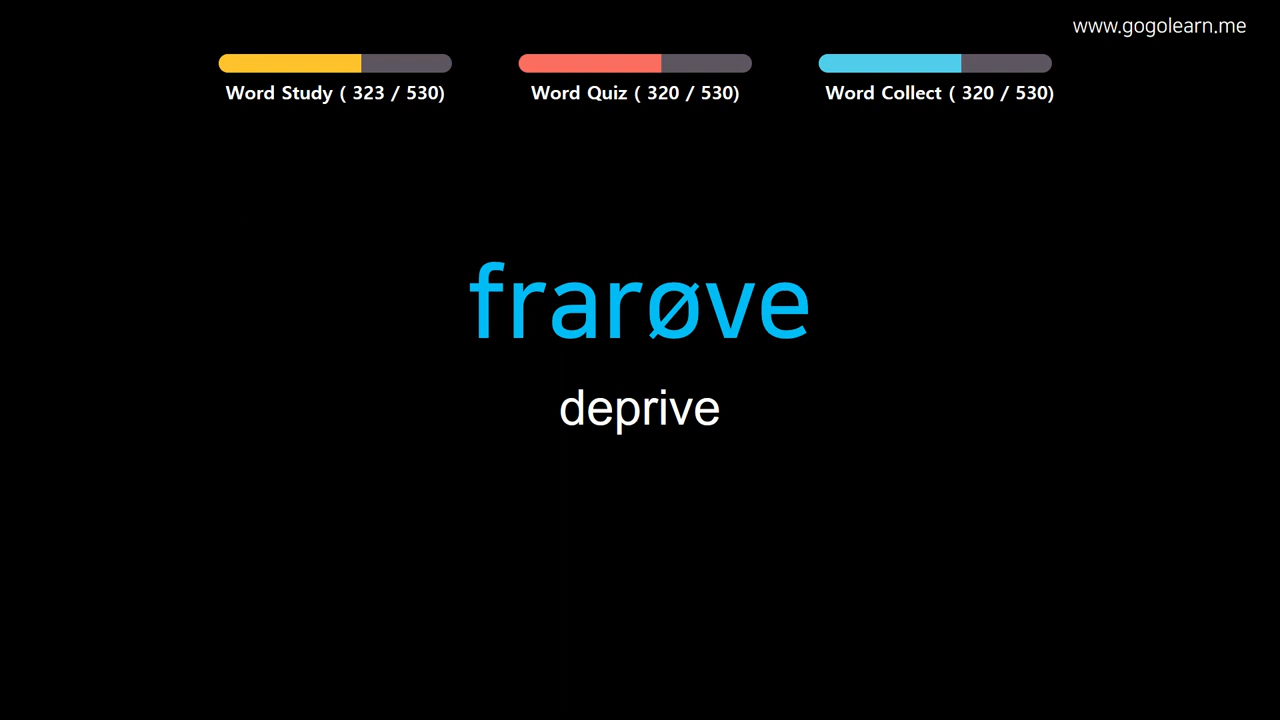 www.gogolearn.me
Word Study ( 323 / 530)
Word Quiz ( 320 / 530)
Word Collect ( 320 / 530)
frarøve
deprive